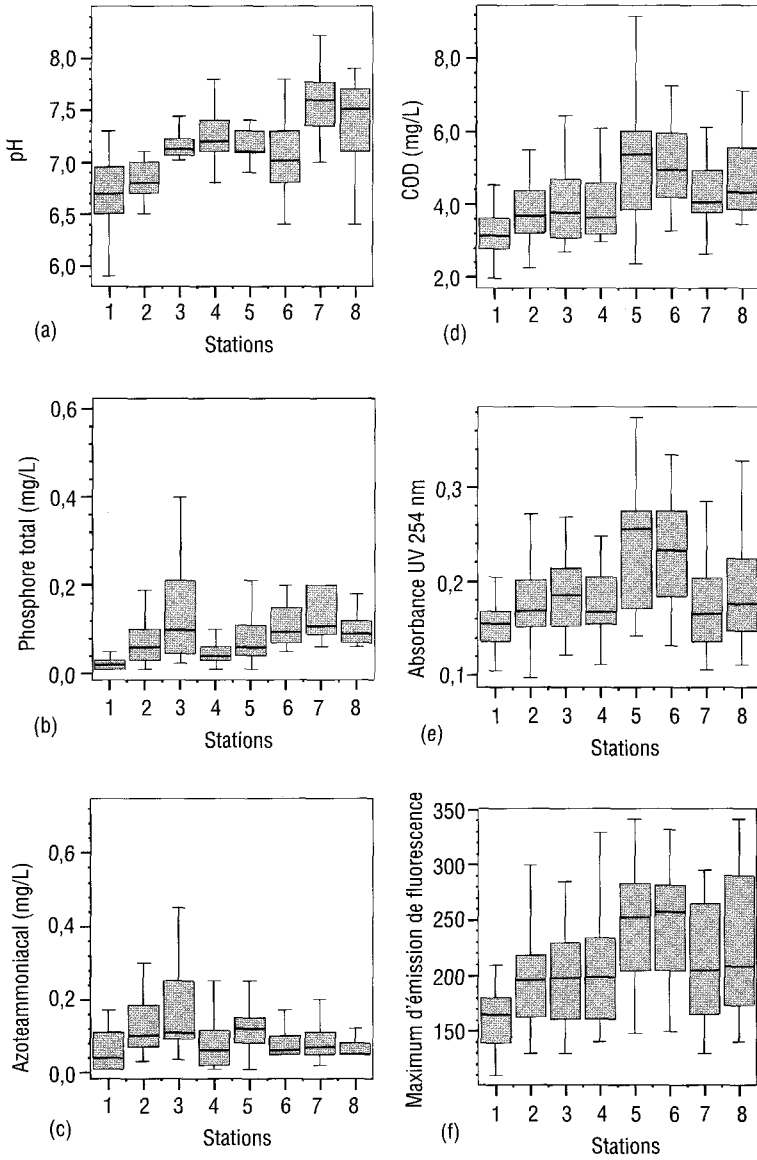 8,0
7,5
7,0
6,5
6,0
pH
1 2 3 4 5 6 7 8
(a)
Stations
8,0
6,0
4,0
2,0
COD (mg/L)
1 2 3 4 5 6 7 8
(d)
Stations
0,6
0,4
0,2
0,0
Phosphore total (mg/L)
1 2 3 4 5 6 7 8
(b)
Stations
0,3
0,2
0,1
Absorbance UV 254 nm
1 2 3 4 5 6 7 8
(e)
Stations
0,6
0,4
0,2
0,0
Azoteammoniacal (mg/L)
1 2 3 4 5 6 7 8
(c)
Stations
350
300
250
200
150
Maximum d'émission de fluorescence
1 2 3 4 5 6 7 8
(f)
Stations